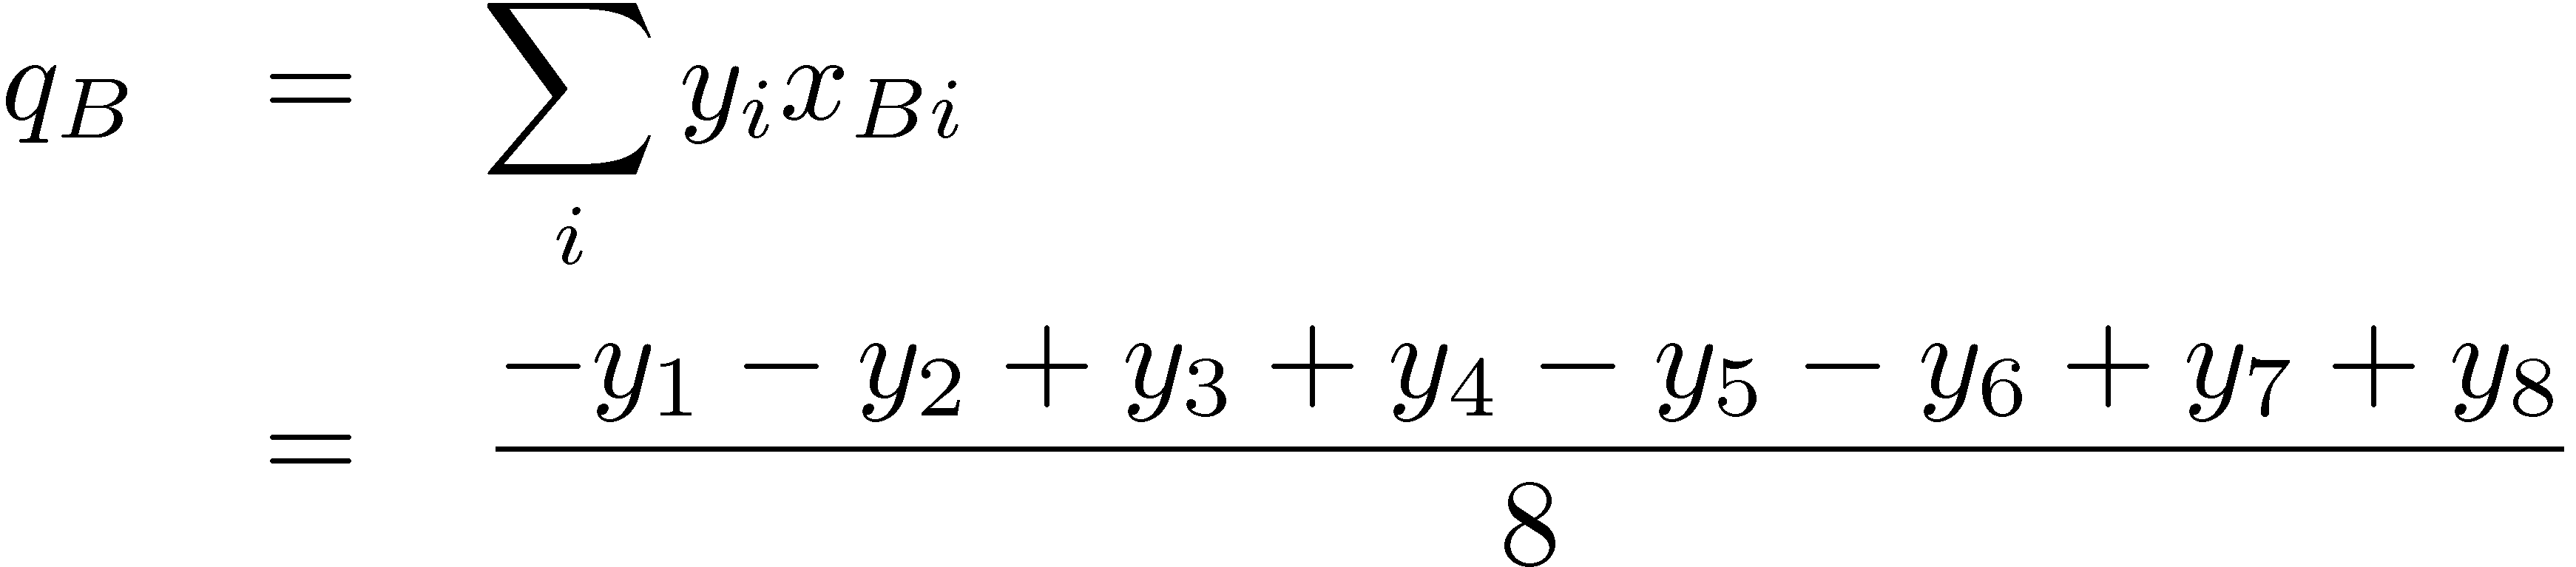 q_B = \sum_i y_i x_{Bi}
= \frac{-y_1 - y_2 + y_3 + y_4 - y_5 - y_6 + y_7 + y_8}{8}